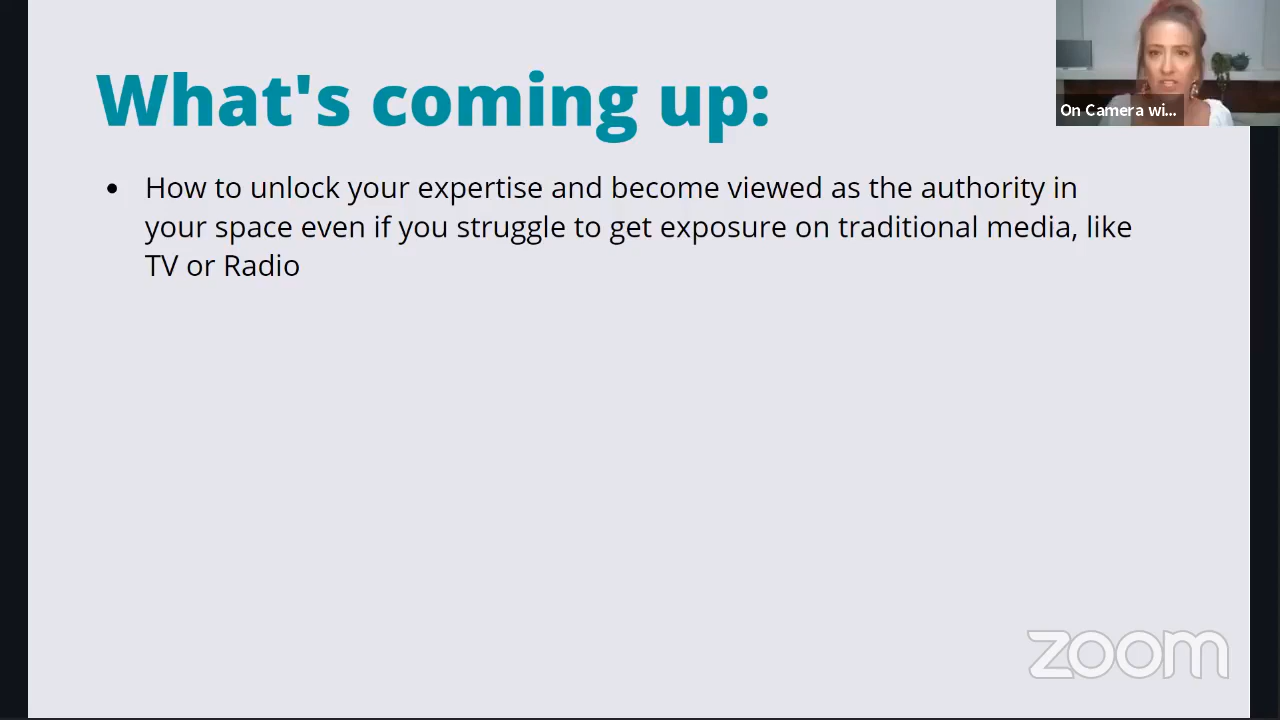 What's coming up:
On Camera wi...
• How to unlock your expertise and become viewed as the authority in
your space even if you struggle to get exposure on traditional media, like
TV or Radio
zoom